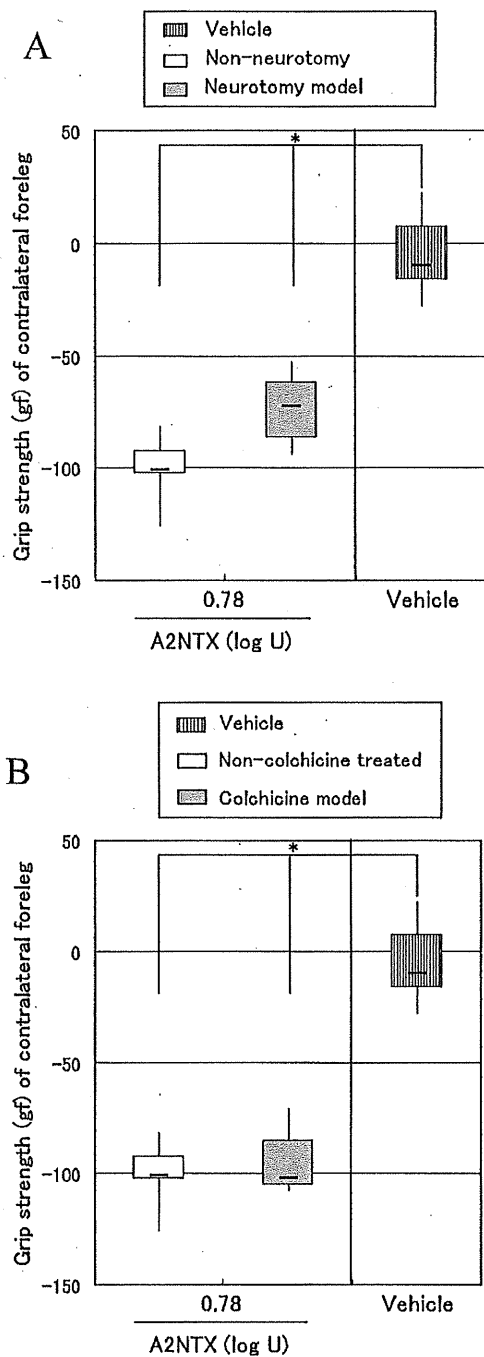 A
Vehicle
Non-neurotomy
Neurotomy model
Grip strength (gf) of contralateral foreleg
50
0
-50
-100
-150
*
0.78
Vehicle
A2NTX (log U)
B
Vehicle
Non-colchicine treated
Colchicine model
Grip strength (gf) of contralateral foreleg
50
0
-50
-100
-150
*
0.78
Vehicle
A2NTX (log U)